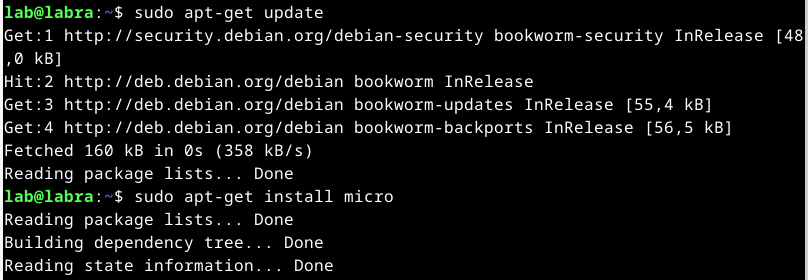 lab@labra:~$ sudo apt-get update
Get:1 http://security.debian.org/debian-security bookworm-security InRelease [48
,0 kB]
Hit:2 http://deb.debian.org/debian bookworm InRelease
Get:3 http://deb.debian.org/debian bookworm-updates InRelease [55,4 kB]
Get:4 http://deb.debian.org/debian bookworm-backports InRelease [56,5 kB]
Fetched 160 kB in 0s (358 kB/s)
Reading package lists... Done
lab@labra:~$ sudo apt-get install micro
Reading package lists... Done
Building dependency tree... Done
Reading state information... Done